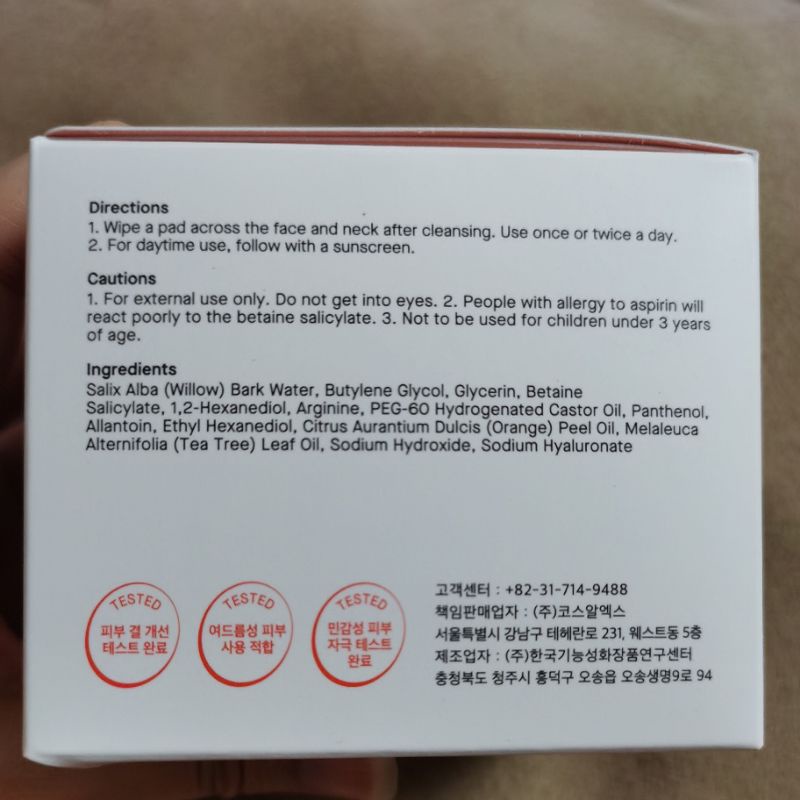 Directions
1. Wipe a pad across the face and neck after cleansing. Use once or twice a day.
2. For daytime use, follow with a sunscreen.
Cautions
1. For external use only. Do not get into eyes. 2. People with allergy to aspirin will
react poorly to the betaine salicylate. 3. Not to be used for children under 3 years
of age.
Ingredients
Salix Alba (Willow) Bark Water, Butylene Glycol, Glycerin, Betaine
Salicylate, 1,2-Hexanediol, Arginine, PEG-60 Hydrogenated Castor Oil, Panthenol,
Allantoin, Ethyl Hexanediol, Citrus Aurantium Dulcis (Orange) Peel Oil, Melaleuca
Alternifolia (Tea Tree) Leaf Oil, Sodium Hydroxide, Sodium Hyaluronate
TESTED
피부 결 개선
테스트 완료
TESTED
여드름성 피부
사용 적합
TESTED
민감성 피부
자극 테스트
완료
고객센터 : +82-31-714-9488
책임판매업자 : (주)코스알엑스
서울특별시 강남구 테헤란로 231, 웨스트동 5층
제조업자 : (주)한국기능성화장품연구센터
충청북도 청주시 흥덕구 오송읍 오송생명9로 94